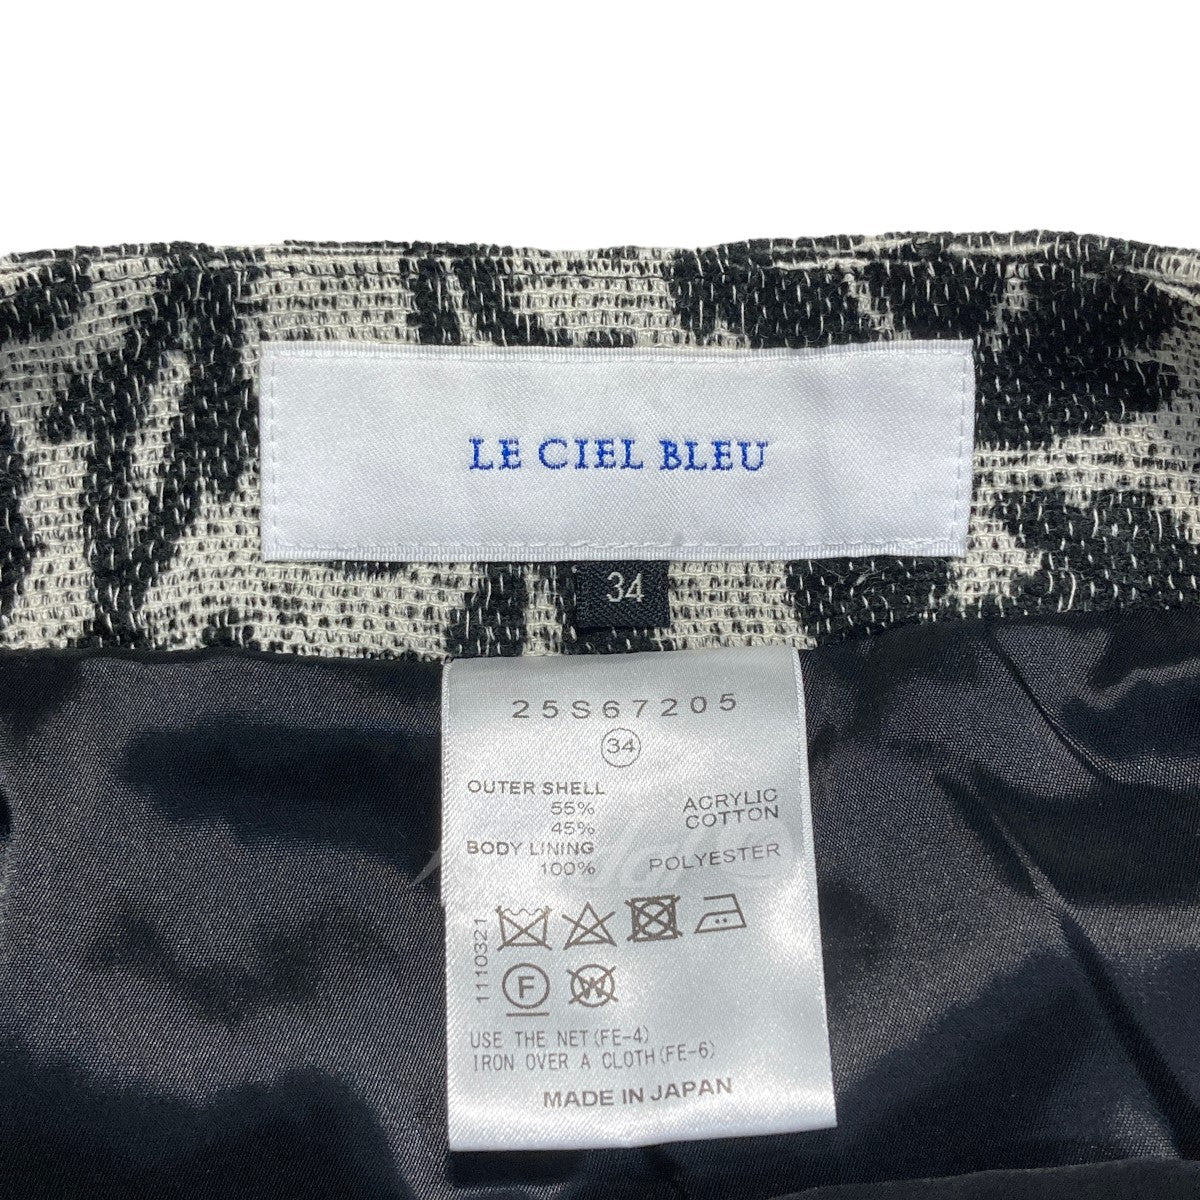 LE CIEL BLEU
34
25S67205
34
OUTER SHELL
55% ACRYLIC
45% COTTON
BODY LINING
100% POLYESTER
1110321
F W
USE THE NET(FE-4)
IRON OVER A CLOTH(FE-6)
MADE IN JAPAN